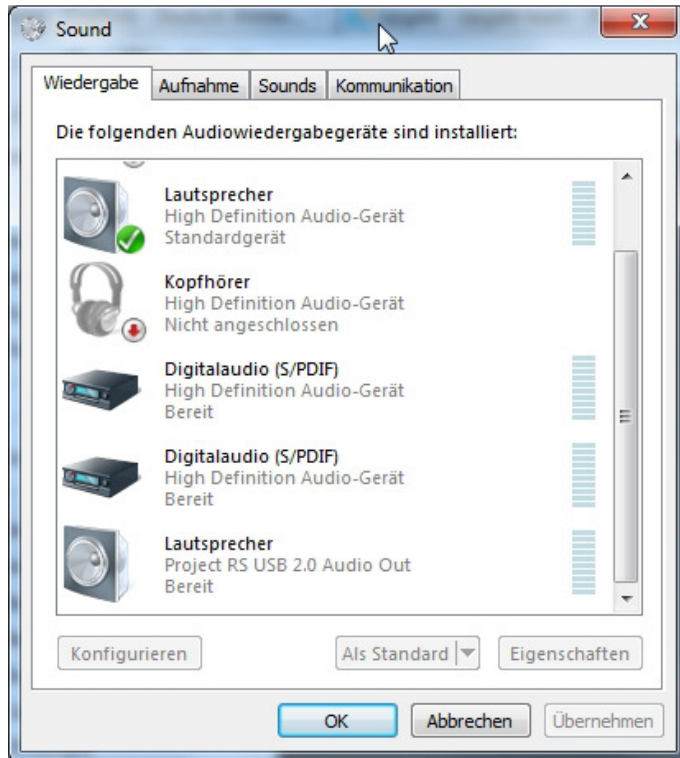 Sound
Wiedergabe Aufnahme Sounds Kommunikation
Die folgenden Audiowiedergabegeräte sind installiert:
Lautsprecher
High Definition Audio-Gerät
Standardgerät
Kopfhörer
High Definition Audio-Gerät
Nicht angeschlossen
Digitalaudio (S/PDIF)
High Definition Audio-Gerät
Bereit
Digitalaudio (S/PDIF)
High Definition Audio-Gerät
Bereit
Lautsprecher
Project RS USB 2.0 Audio Out
Bereit
Konfigurieren Als Standard Eigenschaften
OK Abbrechen Übernehmen